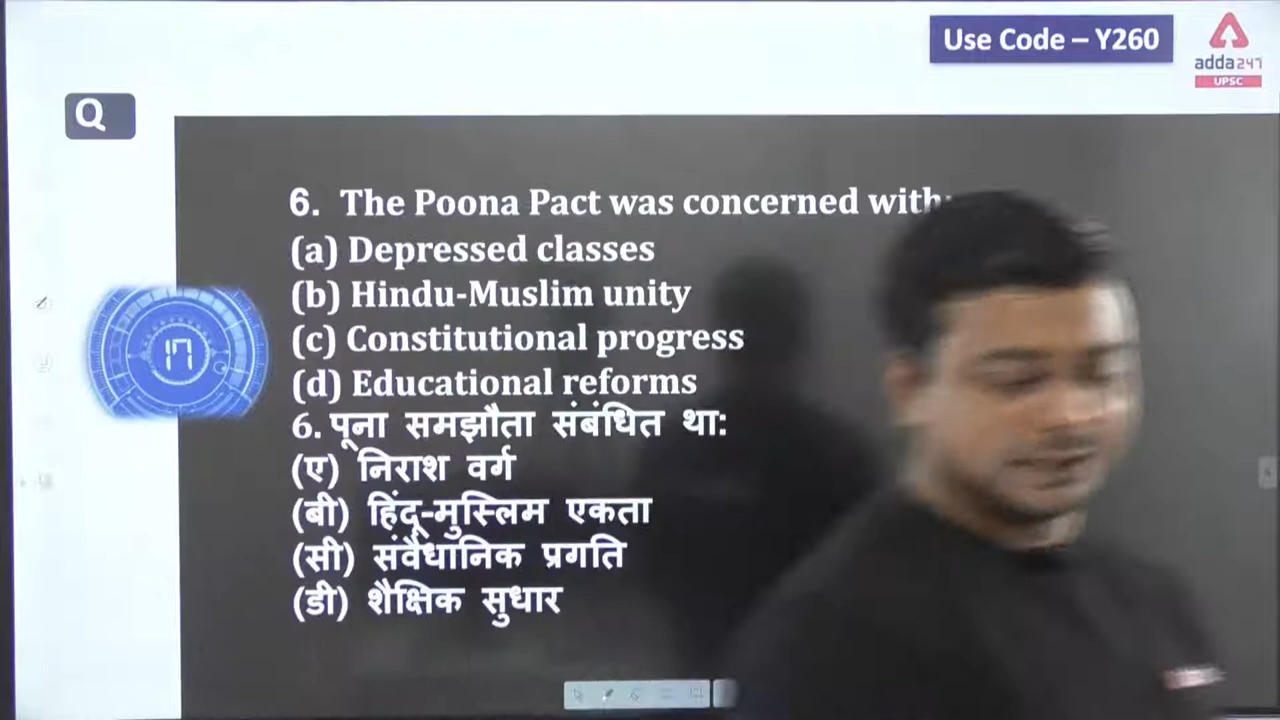 Use Code – Y260
adda247
UPSC
Q
6. The Poona Pact was concerned with:
(a) Depressed classes
(b) Hindu-Muslim unity
(c) Constitutional progress
(d) Educational reforms
17
6. पूना समझौता संबंधित था:
(ए) निराश वर्ग
(बी) हिंदू-मुस्लिम एकता
(सी) संवैधानिक प्रगति
(डी) शैक्षिक सुधार